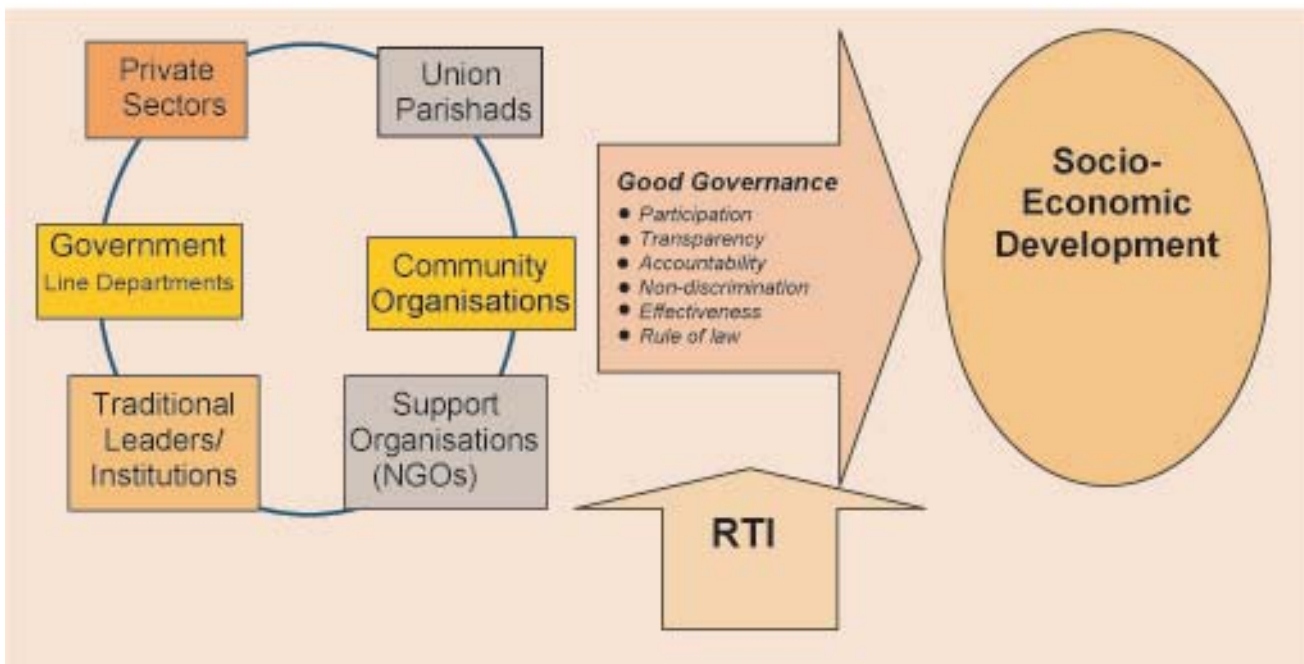 Private
Sectors
Union
Parishads
Government
Line Departments
Community
Organisations
Traditional
Leaders/
Institutions
Support
Organisations
(NGOs)
Good Governance
● Participation
● Transparency
● Accountability
● Non-discrimination
● Effectiveness
● Rule of law
RTI
Socio-
Economic
Development